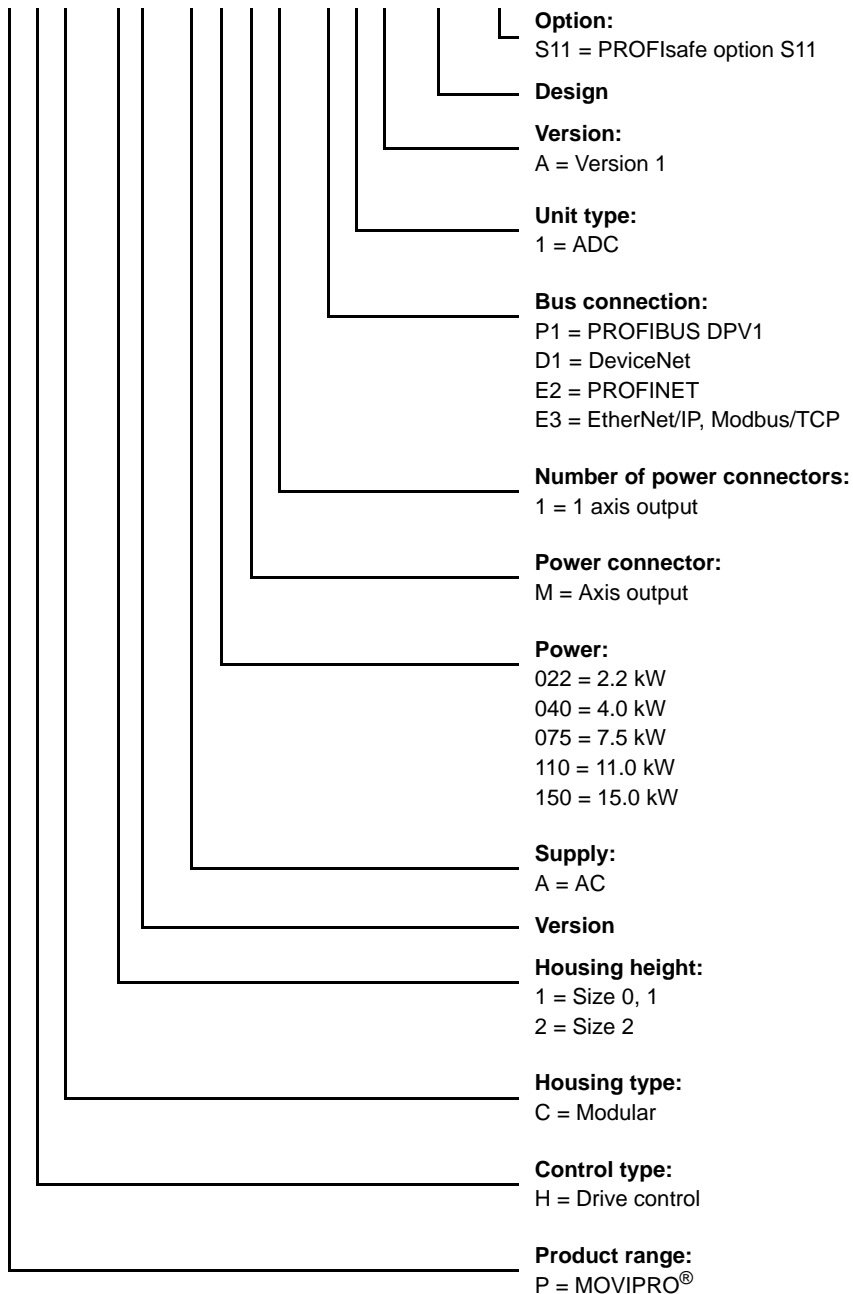 Option:
S11 = PROFIsafe option S11
Design
Version:
A = Version 1
Unit type:
1 = ADC
Bus connection:
P1 = PROFIBUS DPV1
D1 = DeviceNet
E2 = PROFINET
E3 = EtherNet/IP, Modbus/TCP
Number of power connectors:
1 = 1 axis output
Power connector:
M = Axis output
Power:
022 = 2.2 kW
040 = 4.0 kW
075 = 7.5 kW
110 = 11.0 kW
150 = 15.0 kW
Supply:
A = AC
Version
Housing height:
1 = Size 0, 1
2 = Size 2
Housing type:
C = Modular
Control type:
H = Drive control
Product range:
P = MOVIPRO®